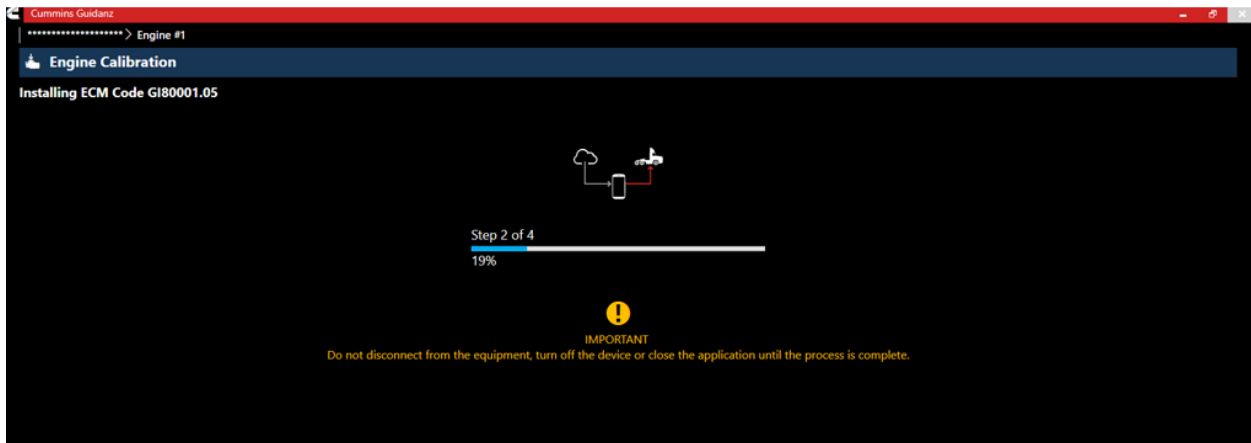 Cummins Guidanz
******************** > Engine #1
Engine Calibration
Installing ECM Code GI80001.05
Step 2 of 4
19%
IMPORTANT
Do not disconnect from the equipment, turn off the device or close the application until the process is complete.